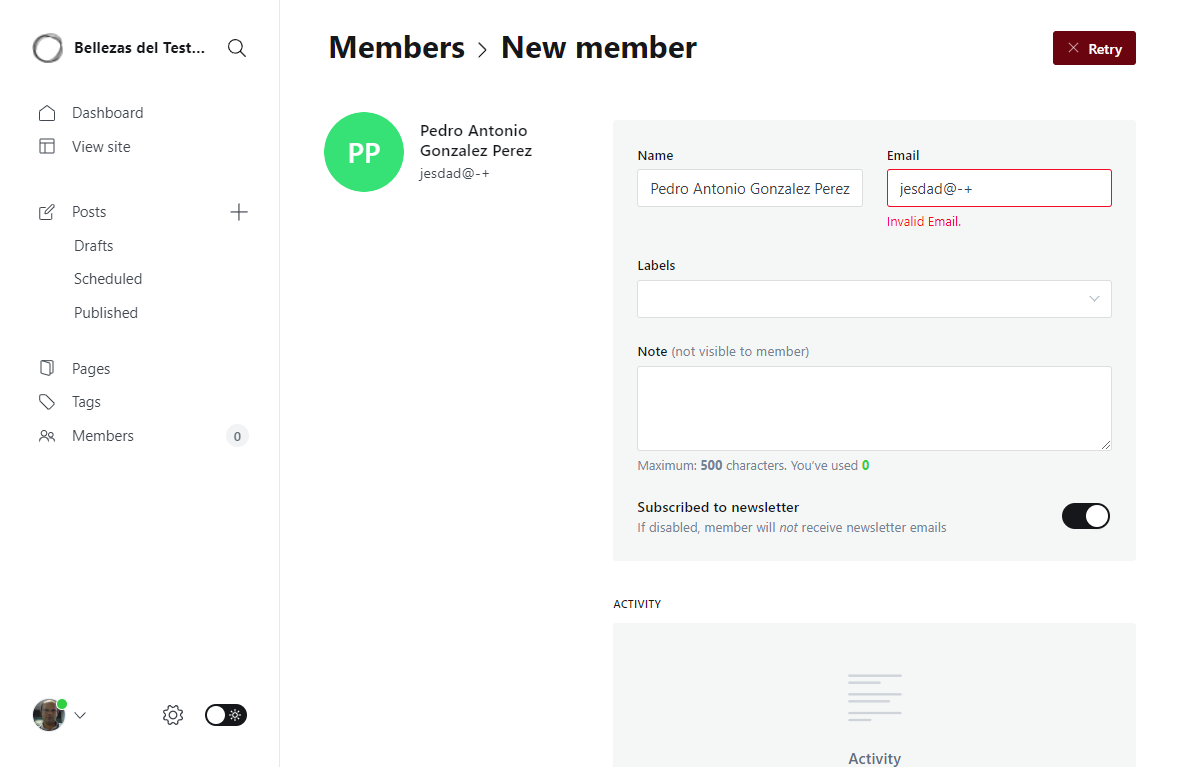 Bellezas del Test...
Dashboard
View site
Posts
Drafts
Scheduled
Published
Pages
Tags
Members
0
Members > New member
Retry
PP
Pedro Antonio
Gonzalez Perez
jesdad@-+
Name
Pedro Antonio Gonzalez Perez
Email
jesdad@-+
Invalid Email.
Labels
Note (not visible to member)
Maximum: 500 characters. You've used 0
Subscribed to newsletter
If disabled, member will not receive newsletter emails
ACTIVITY
Activity